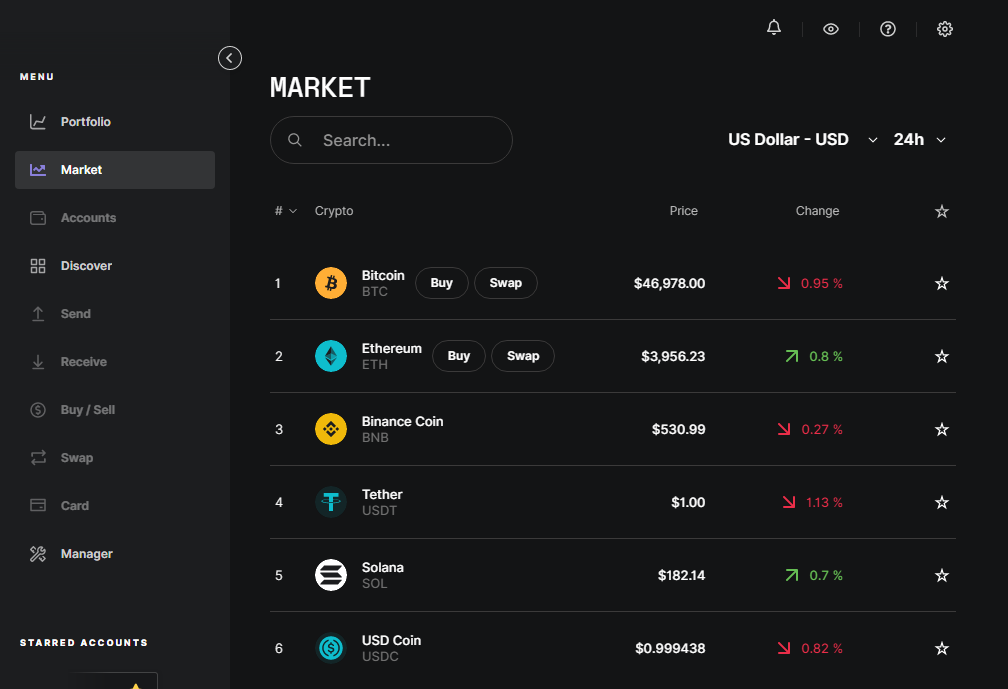 MENU
Portfolio
Market
Accounts
Discover
Send
Receive
Buy / Sell
Swap
Card
Manager
STARRED ACCOUNTS
MARKET
Search...
US Dollar - USD 24h
# Crypto Price Change
1 Bitcoin BTC Buy Swap $46,978.00 0.95 %
2 Ethereum ETH Buy Swap $3,956.23 0.8 %
3 Binance Coin BNB $530.99 0.27 %
4 Tether USDT $1.00 1.13 %
5 Solana SOL $182.14 0.7 %
6 USD Coin USDC $0.999438 0.82 %